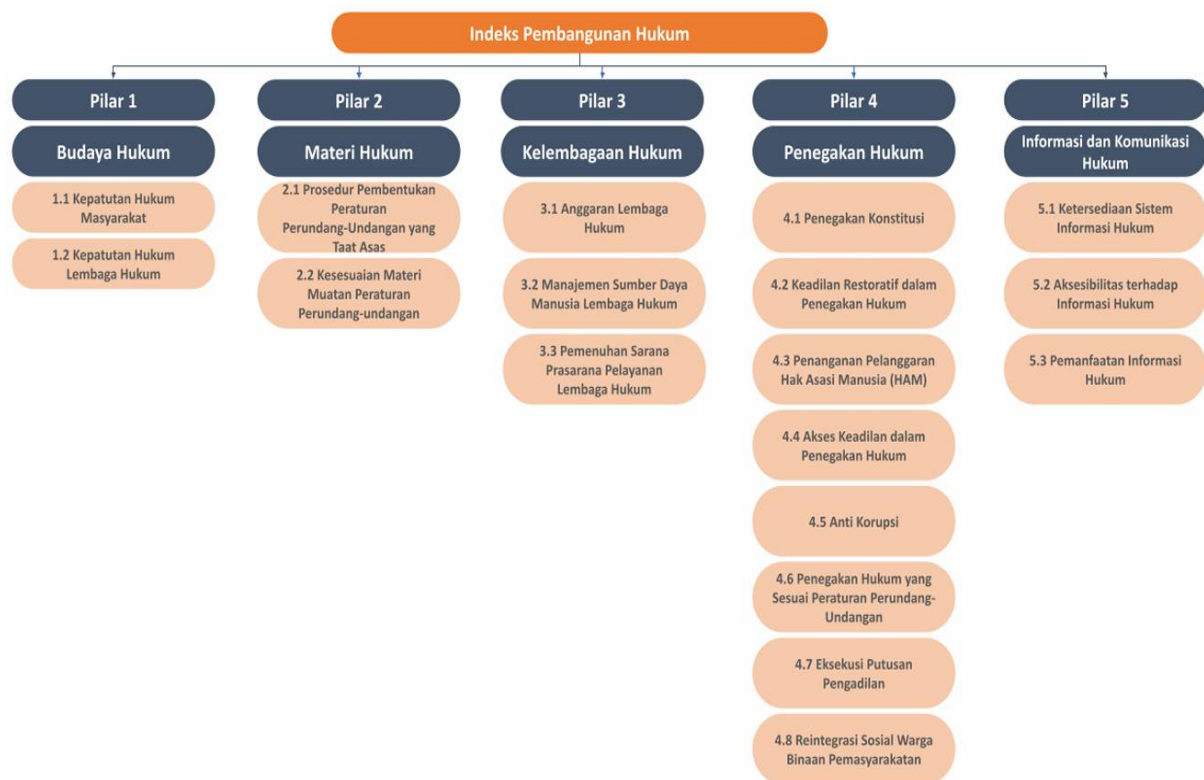 Indeks Pembangunan Hukum
Pilar 1
Budaya Hukum
1.1 Kepatutan Hukum
Masyarakat
1.2 Kepatutan Hukum
Lembaga Hukum
Pilar 2
Materi Hukum
2.1 Prosedur Pembentukan
Peraturan
Perundang-Undangan yang
Taat Asas
2.2 Kesesuaian Materi
Muatan Peraturan
Perundang-undangan
Pilar 3
Kelembagaan Hukum
3.1 Anggaran Lembaga
Hukum
3.2 Manajemen Sumber Daya
Manusia Lembaga Hukum
3.3 Pemenuhan Sarana
Prasarana Pelayanan
Lembaga Hukum
Pilar 4
Penegakan Hukum
4.1 Penegakan Konstitusi
4.2 Keadilan Restoratif dalam
Penegakan Hukum
4.3 Penanganan Pelanggaran
Hak Asasi Manusia (HAM)
4.4 Akses Keadilan dalam
Penegakan Hukum
4.5 Anti Korupsi
4.6 Penegakan Hukum yang
Sesuai Peraturan Perundang-
Undangan
4.7 Eksekusi Putusan
Pengadilan
4.8 Reintegrasi Sosial Warga
Binaan Pemasyarakatan
Pilar 5
Informasi dan Komunikasi
Hukum
5.1 Ketersediaan Sistem
Informasi Hukum
5.2 Aksesibilitas terhadap
Informasi Hukum
5.3 Pemanfaatan Informasi
Hukum